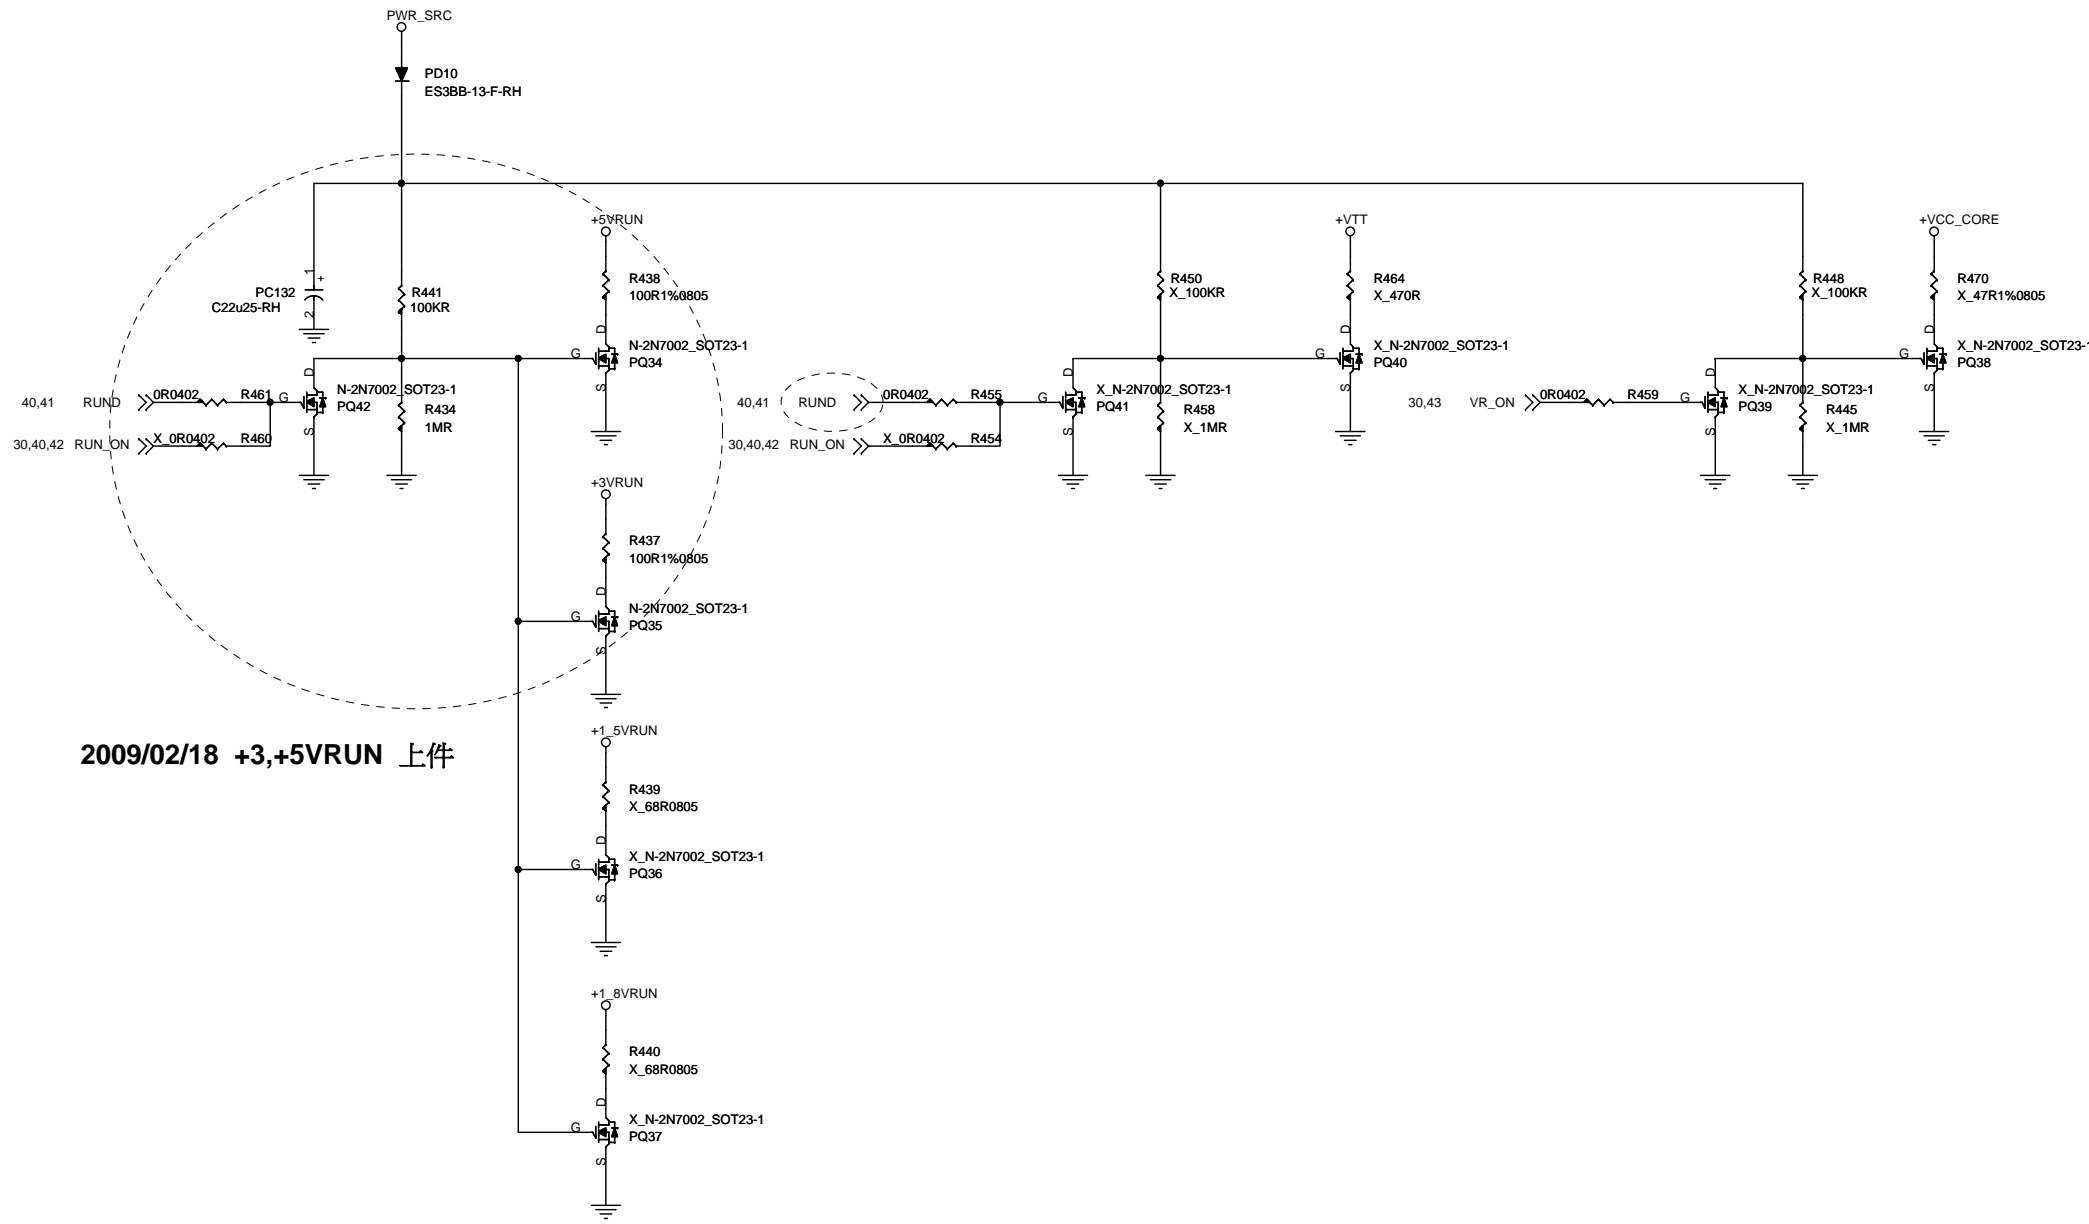 PWR_SRC
PD10
ES3BB-13-F-RH
1
+
PC132
C22u25-RH
2
R441
100KR
+5VRUN
R438
100R1%0805
D
G
S
N-2N7002_SOT23-1
PQ34
40,41 RUND
0R0402
R461
30,40,42 RUN_ON
X_0R0402
R460
D
G
S
N-2N7002_SOT23-1
PQ42
R434
1MR
+3VRUN
R437
100R1%0805
D
G
S
N-2N7002_SOT23-1
PQ35
2009/02/18 +3,+5VRUN 上件
+1_5VRUN
R439
X_68R0805
D
G
S
X_N-2N7002_SOT23-1
PQ36
+1_8VRUN
R440
X_68R0805
D
G
S
X_N-2N7002_SOT23-1
PQ37
R450
X_100KR
+VTT
R464
X_470R
D
G
S
X_N-2N7002_SOT23-1
PQ40
40,41 RUND
0R0402
R455
30,40,42 RUN_ON
X_0R0402
R454
D
G
S
X_N-2N7002_SOT23-1
PQ41
R458
X_1MR
R448
X_100KR
+VCC_CORE
R470
X_47R1%0805
D
G
S
X_N-2N7002_SOT23-1
PQ38
30,43 VR_ON
0R0402
R459
D
G
S
X_N-2N7002_SOT23-1
PQ39
R445
X_1MR